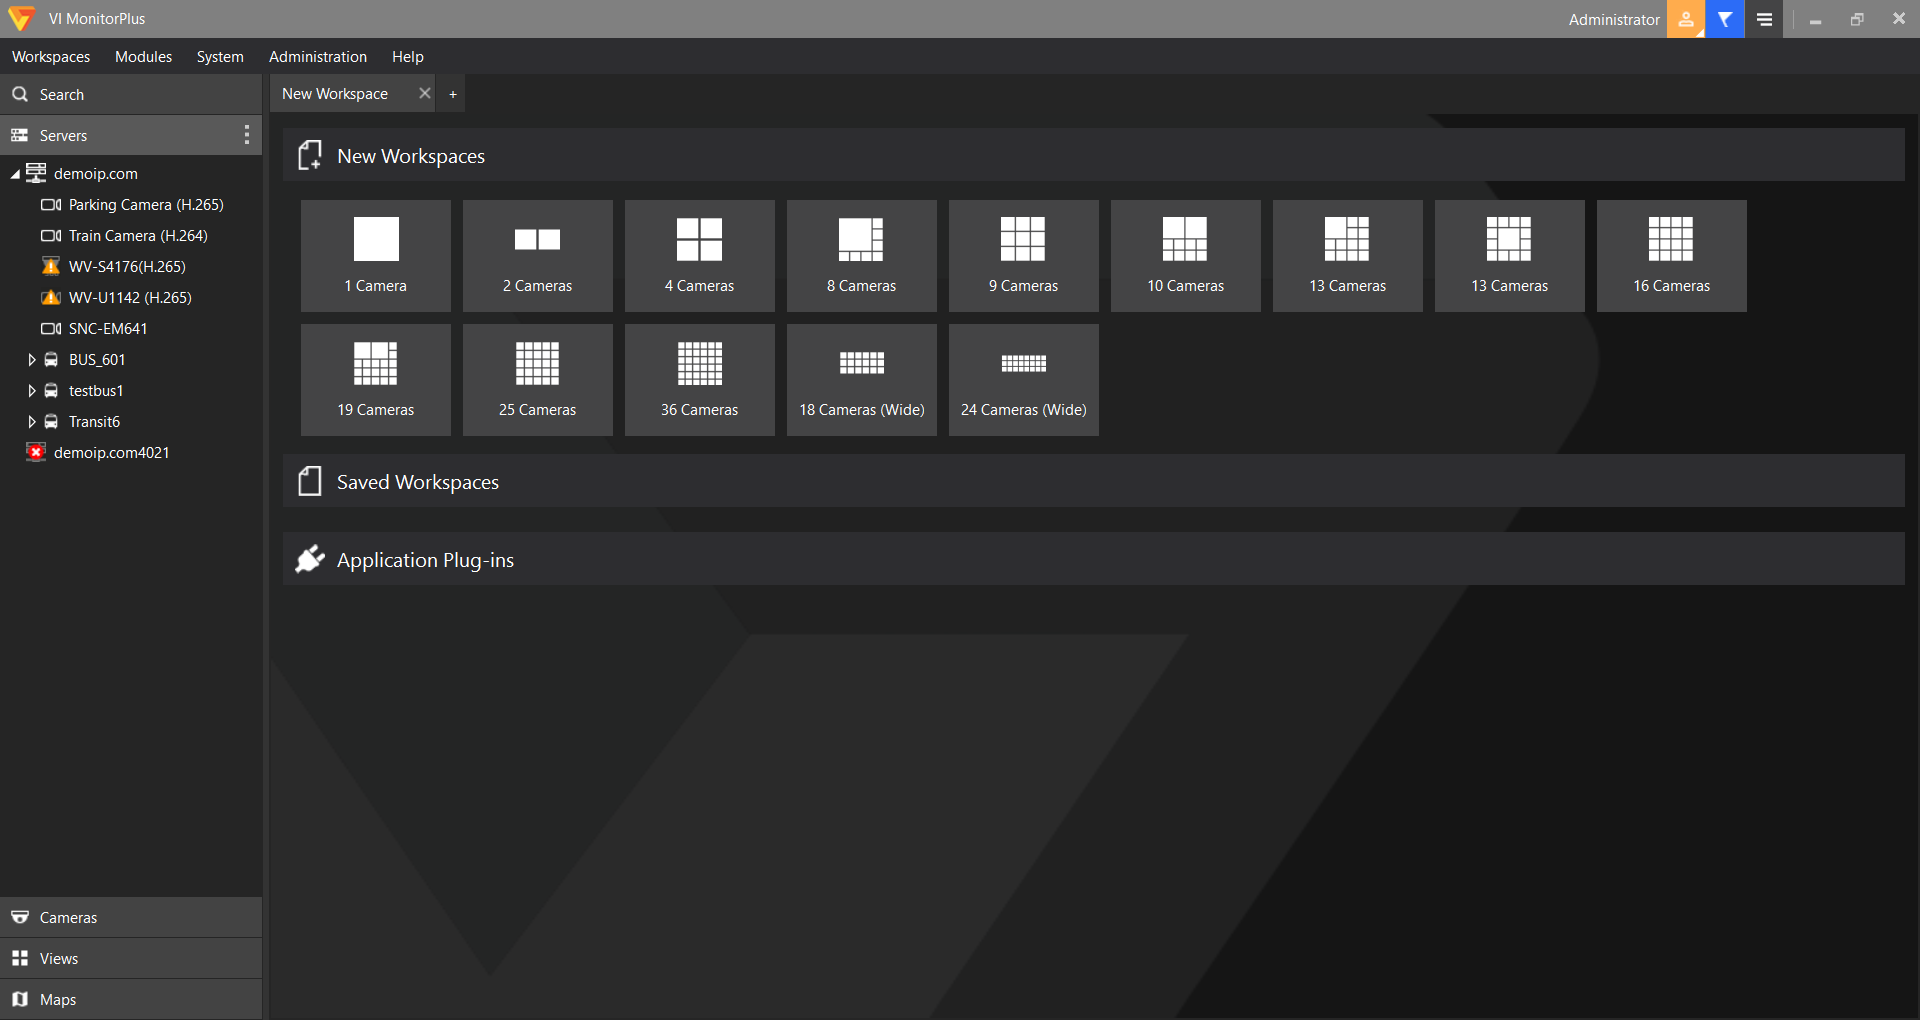 VI MonitorPlus
Administrator
Workspaces Modules System Administration Help
Search
New Workspace
Servers
demoip.com
Parking Camera (H.265)
Train Camera (H.264)
WV-S4176(H.265)
WV-U1142 (H.265)
SNC-EM641
BUS_601
testbus1
Transit6
demoip.com4021
Cameras
Views
Maps
New Workspaces
1 Camera
2 Cameras
4 Cameras
8 Cameras
9 Cameras
10 Cameras
13 Cameras
13 Cameras
16 Cameras
19 Cameras
25 Cameras
36 Cameras
18 Cameras (Wide)
24 Cameras (Wide)
Saved Workspaces
Application Plug-ins